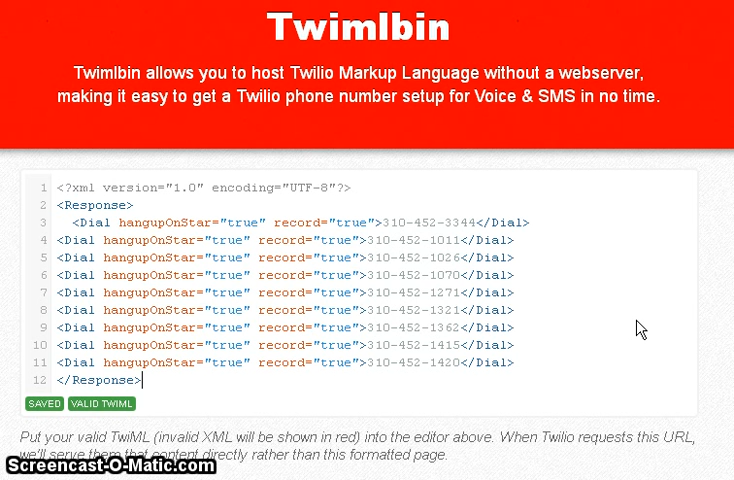 Twimlbin
Twimlbin allows you to host Twilio Markup Language without a webserver,
making it easy to get a Twilio phone number setup for Voice & SMS in no time.
1 <?xml version="1.0" encoding="UTF-8"?>
2 <Response>
3 <Dial hangupOnStar="true" record="true">310-452-3344</Dial>
4 <Dial hangupOnStar="true" record="true">310-452-1011</Dial>
5 <Dial hangupOnStar="true" record="true">310-452-1026</Dial>
6 <Dial hangupOnStar="true" record="true">310-452-1070</Dial>
7 <Dial hangupOnStar="true" record="true">310-452-1271</Dial>
8 <Dial hangupOnStar="true" record="true">310-452-1321</Dial>
9 <Dial hangupOnStar="true" record="true">310-452-1362</Dial>
10 <Dial hangupOnStar="true" record="true">310-452-1415</Dial>
11 <Dial hangupOnStar="true" record="true">310-452-1420</Dial>
12 </Response>
SAVED VALID TWIML
Put your valid TwiML (invalid XML will be shown in red) into the editor above. When Twilio requests this URL,
we'll serve them that content directly rather than this formatted page.
Screencast-O-Matic.com